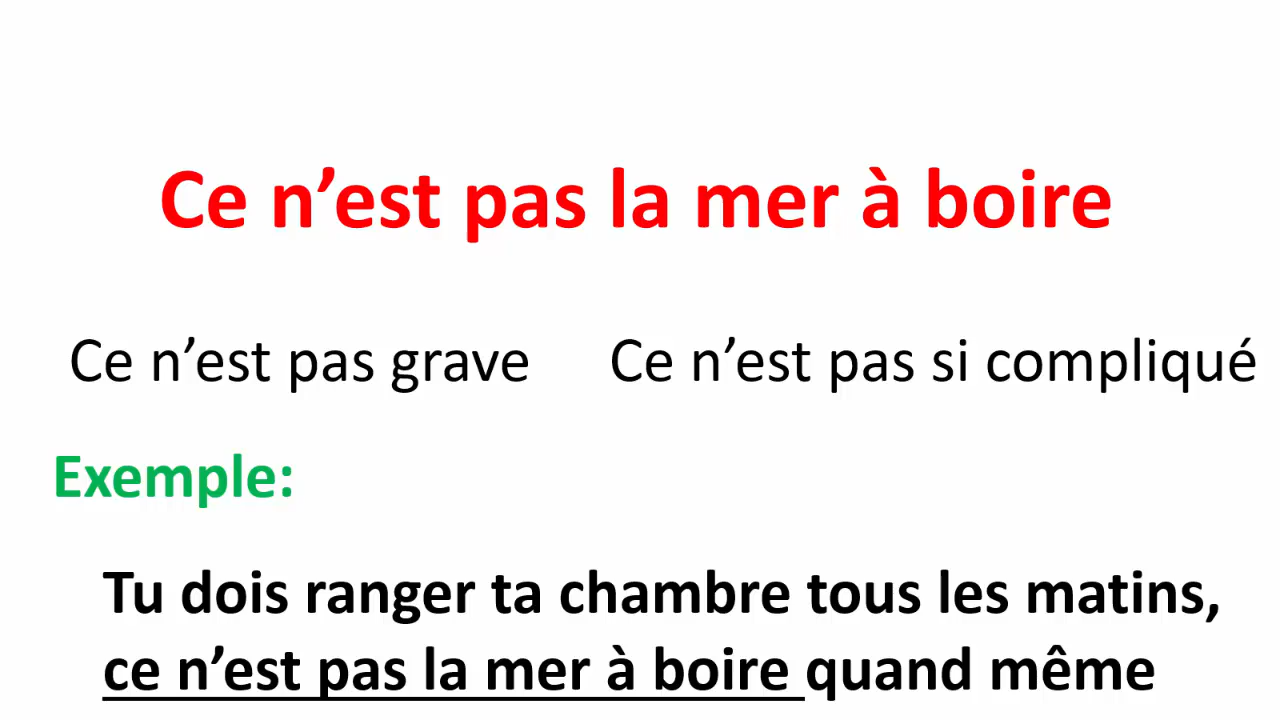 Ce n’est pas la mer à boire
Ce n’est pas grave Ce n’est pas si compliqué
Exemple:
Tu dois ranger ta chambre tous les matins,
ce n’est pas la mer à boire quand même